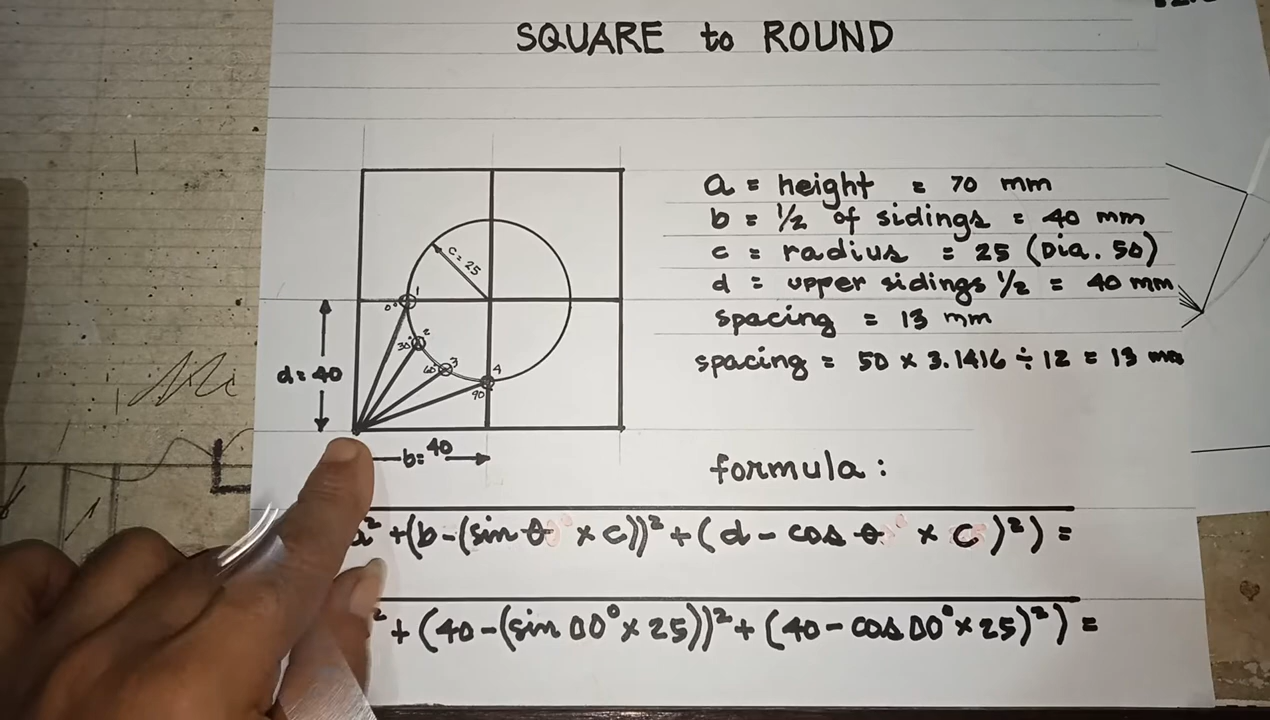 SQUARE to ROUND
a = height = 70 mm
b = 1/2 of sidings = 40 mm
c = radius = 25 (Dia. 50)
d = upper sidings 1/2 = 40 mm
spacing = 13 mm
spacing = 50 x 3.1416 ÷ 12 = 13 mm
c = 25
1
0°
2
30°
3
60
4
90
d = 40
b = 40
formula :
a² + (b - (sin θ × c))² + (d - cos θ × c)²) =
² + (40 - (sin 00° × 25))² + (40 - cos 00° × 25)²) =